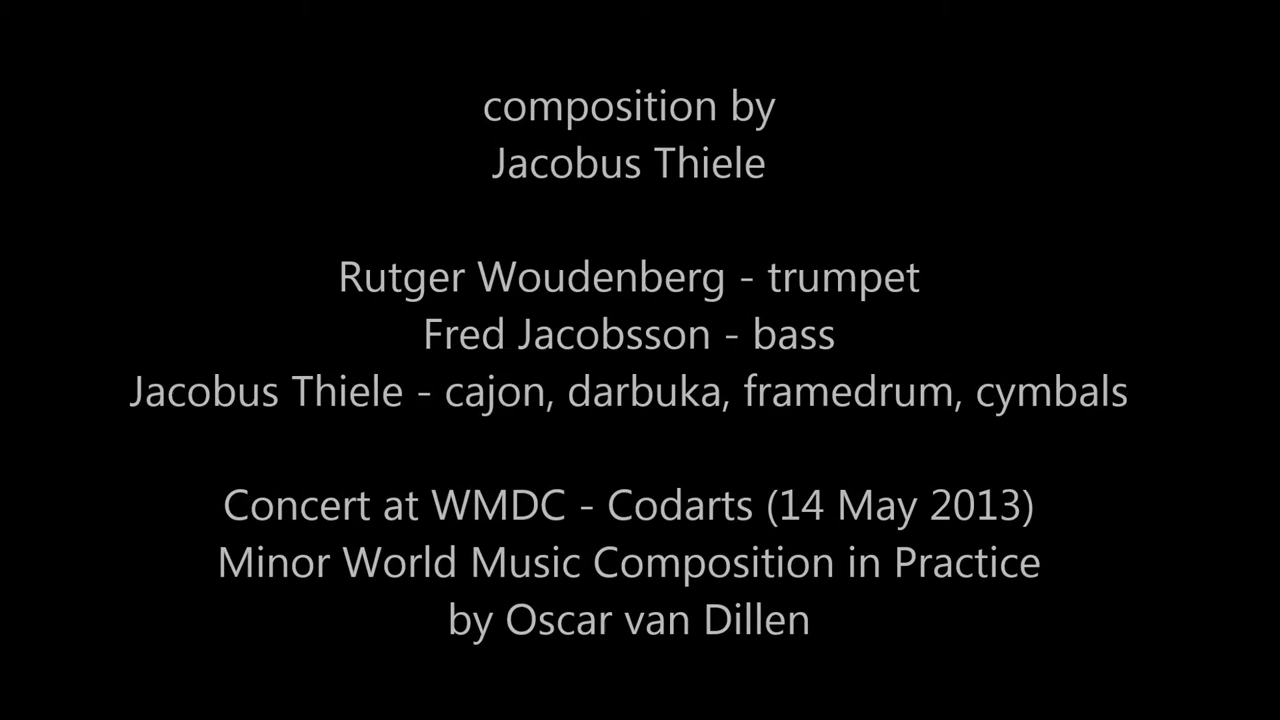 composition by
Jacobus Thiele
Rutger Woudenberg - trumpet
Fred Jacobsson - bass
Jacobus Thiele - cajon, darbuka, framedrum, cymbals
Concert at WMDC - Codarts (14 May 2013)
Minor World Music Composition in Practice
by Oscar van Dillen